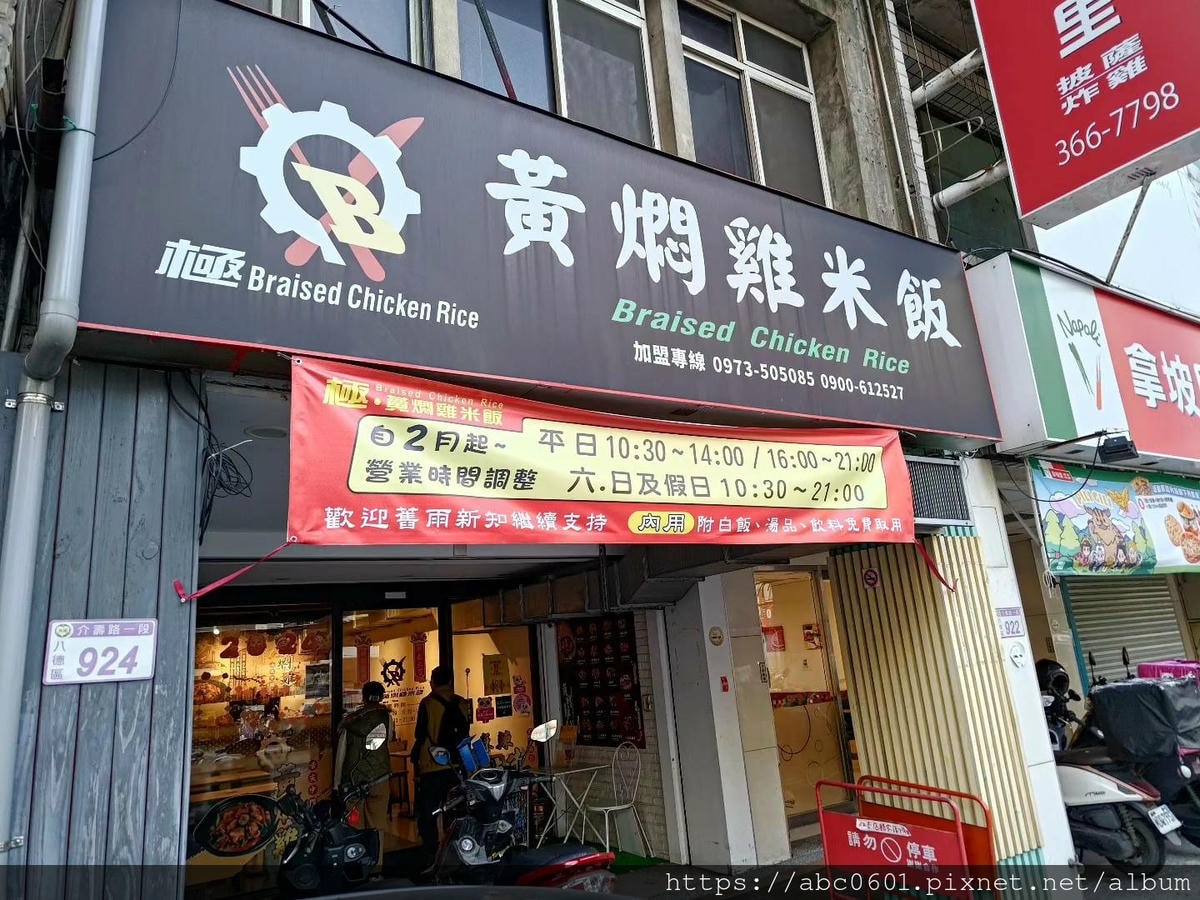 極 Braised Chicken Rice
B
黃燜雞米飯
Braised Chicken Rice
加盟專線 0973-505085 0900-612527
極·黃燜雞米飯
Braised Chicken Rice
自2月起~
營業時間調整
平日 10:30~14:00 / 16:00~21:00
六.日及假日 10:30~21:00
歡迎舊雨新知繼續支持 內用 附白飯、湯品、飲料免費取用
里
披薩
炸雞
366-7798
Napoli
拿坡
介壽路一段
八德區
924
922
請勿停車
https://abc0601.pixnet.net/album